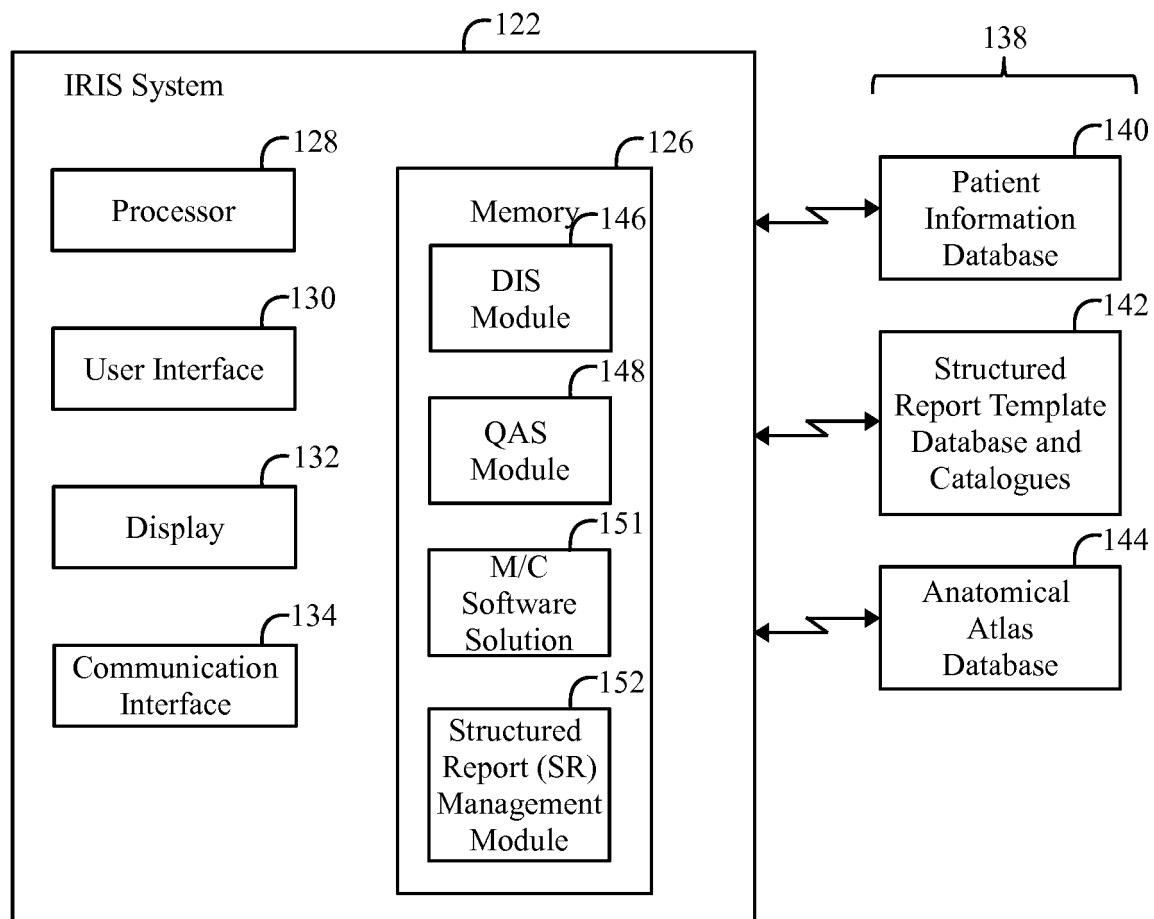 122
138
IRIS System
128
Processor
130
User Interface
132
Display
134
Communication
Interface
126
Memory
146
DIS
Module
148
QAS
Module
151
M/C
Software
Solution
152
Structured
Report (SR)
Management
Module
140
Patient
Information
Database
142
Structured
Report Template
Database and
Catalogues
144
Anatomical
Atlas
Database